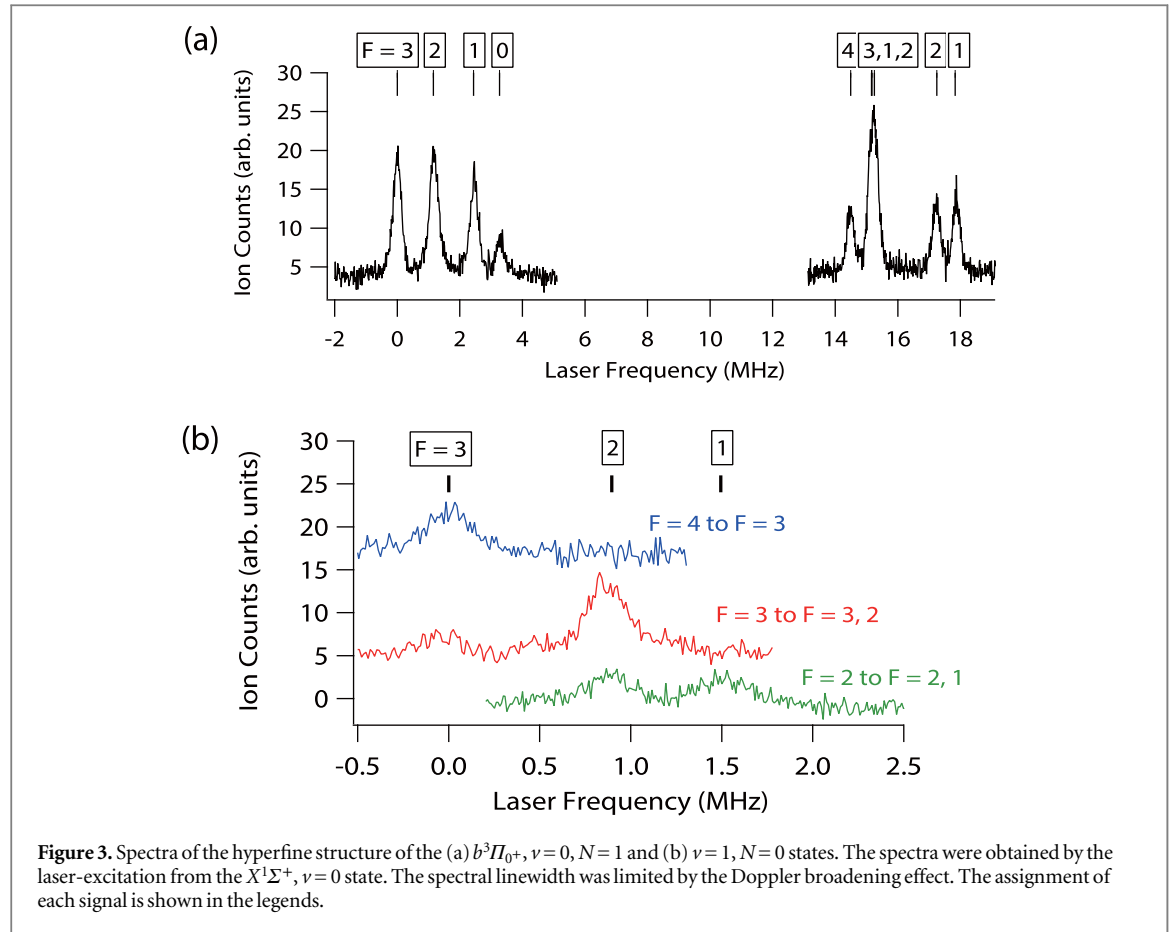 (a)
F = 3 2 1 0 4 3,1,2 2 1
30
25
20
15
10
5
Ion Counts (arb. units)
-2 0 2 4 6 8 10 12 14 16 18
Laser Frequency (MHz)
(b)
F = 3 2 1
30
25
20
15
10
5
0
Ion Counts (arb. units)
F = 4 to F = 3
F = 3 to F = 3, 2
F = 2 to F = 2, 1
-0.5 0.0 0.5 1.0 1.5 2.0 2.5
Laser Frequency (MHz)
Figure 3. Spectra of the hyperfine structure of the (a) b³Π₀₊, ν = 0, N = 1 and (b) ν = 1, N = 0 states. The spectra were obtained by the
laser-excitation from the X¹Σ⁺, ν = 0 state. The spectral linewidth was limited by the Doppler broadening effect. The assignment of
each signal is shown in the legends.